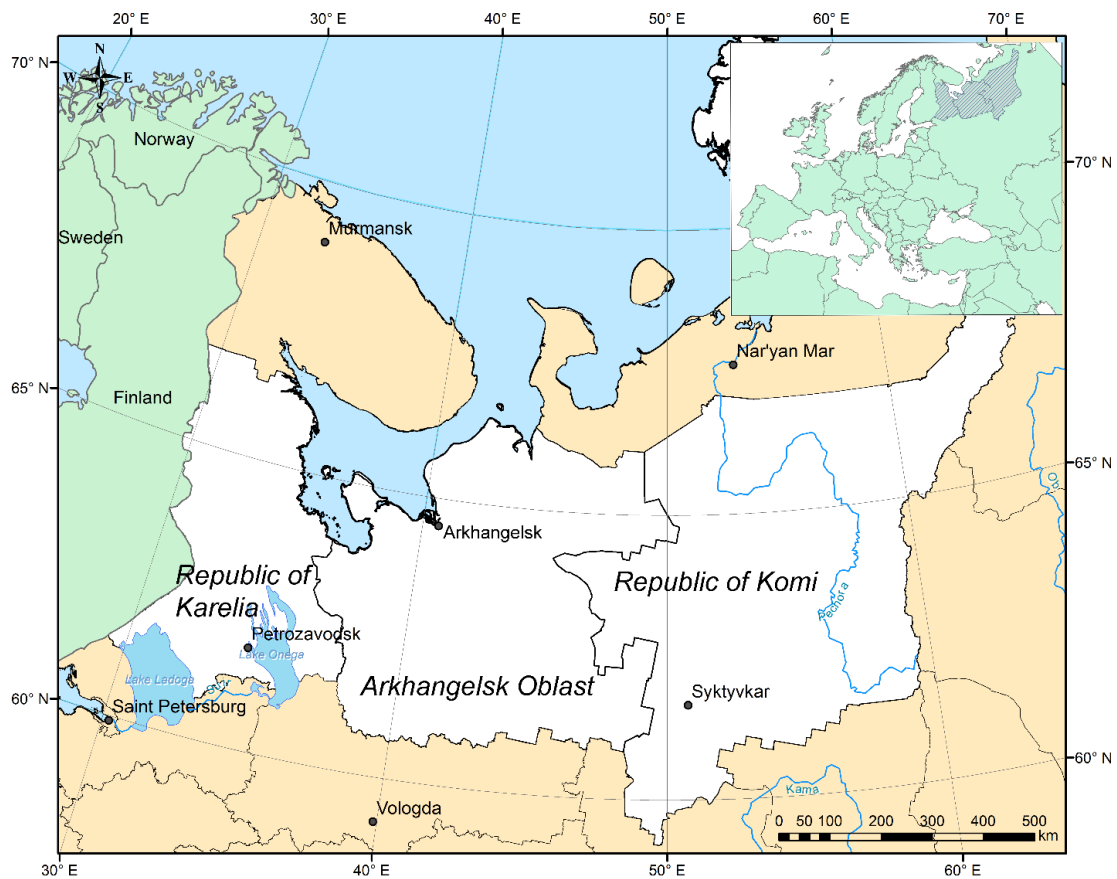 20° E
30° E
40° E
50° E
60° E
70° E
70° N
N
W
E
S
Norway
70° N
Murmansk
Sweden
Nar'yan Mar
65° N
Finland
65° N
Ob
Arkhangelsk
Republic of
Karelia
Republic of Komi
Pechora
Petrozavodsk
Lake Onega
Lake Ladoga
Arkhangelsk Oblast
60° N
Saint Petersburg
Syktyvkar
60° N
Kama
Vologda
0 50 100 200 300 400 500
km
30° E
40° E
50° E
60° E